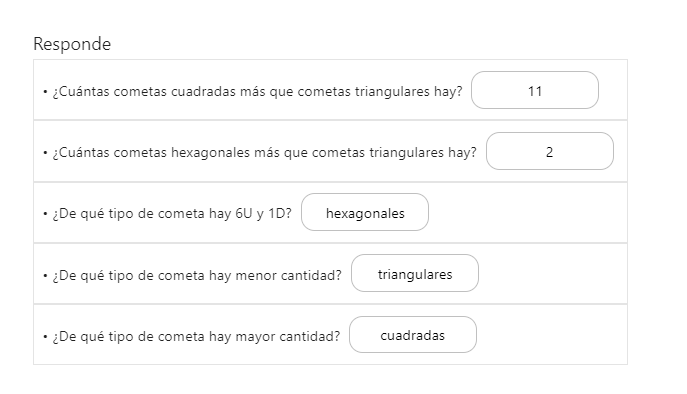 Responde
• ¿Cuántas cometas cuadradas más que cometas triangulares hay? 11
• ¿Cuántas cometas hexagonales más que cometas triangulares hay? 2
• ¿De qué tipo de cometa hay 6U y 1D? hexagonales
• ¿De qué tipo de cometa hay menor cantidad? triangulares
• ¿De qué tipo de cometa hay mayor cantidad? cuadradas